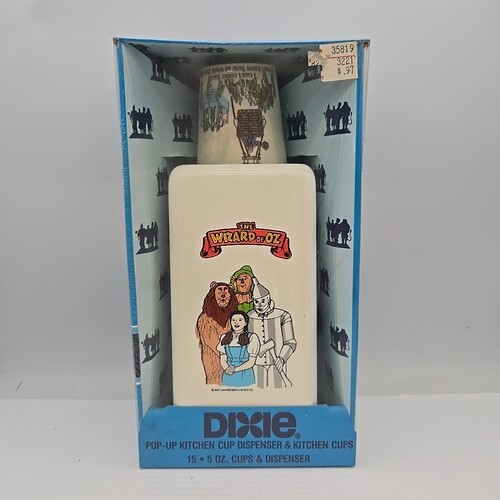 35819
3221
$.97
THE
WIZARD OF OZ
DIXIE®
POP-UP KITCHEN CUP DISPENSER & KITCHEN CUPS
15 • 5 OZ. CUPS & DISPENSER